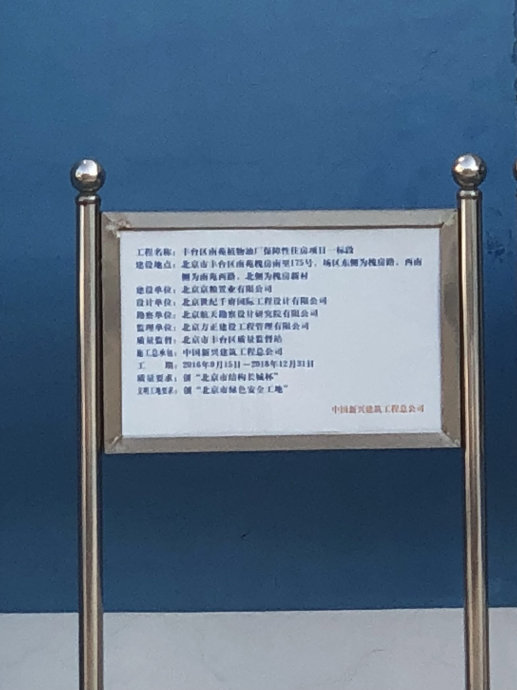 工程名称：丰台区南苑植物油厂保障性住房项目一标段
建设地点：北京市丰台区南苑槐房南里175号，场区东侧为槐房路，西南
侧为南苑西路，北侧为槐房新村
建设单位：北京京粮置业有限公司
设计单位：北京世纪千府国际工程设计有限公司
勘察单位：北京航天勘察设计研究院有限公司
监理单位：北京方正建设工程管理有限公司
质量监督：北京市丰台区质量监督站
施工总承包：中国新兴建筑工程总公司
工 期：2016年9月15日－2018年12月31日
质量要求：创“北京市结构长城杯”
文明工地要求：创“北京市绿色安全工地”
中国新兴建筑工程总公司